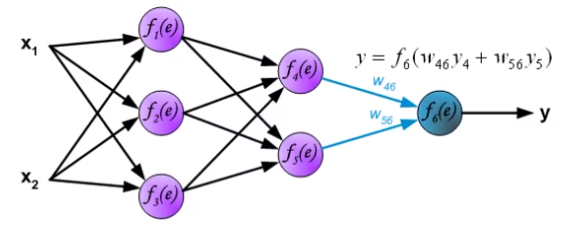 f₁(e)
x₁
y = f₆(w₄₆.y₄ + w₅₆.y₅)
f₄(e)
w₄₆
f₂(e)
w₅₆
f₆(e)
y
f₅(e)
x₂
f₃(e)